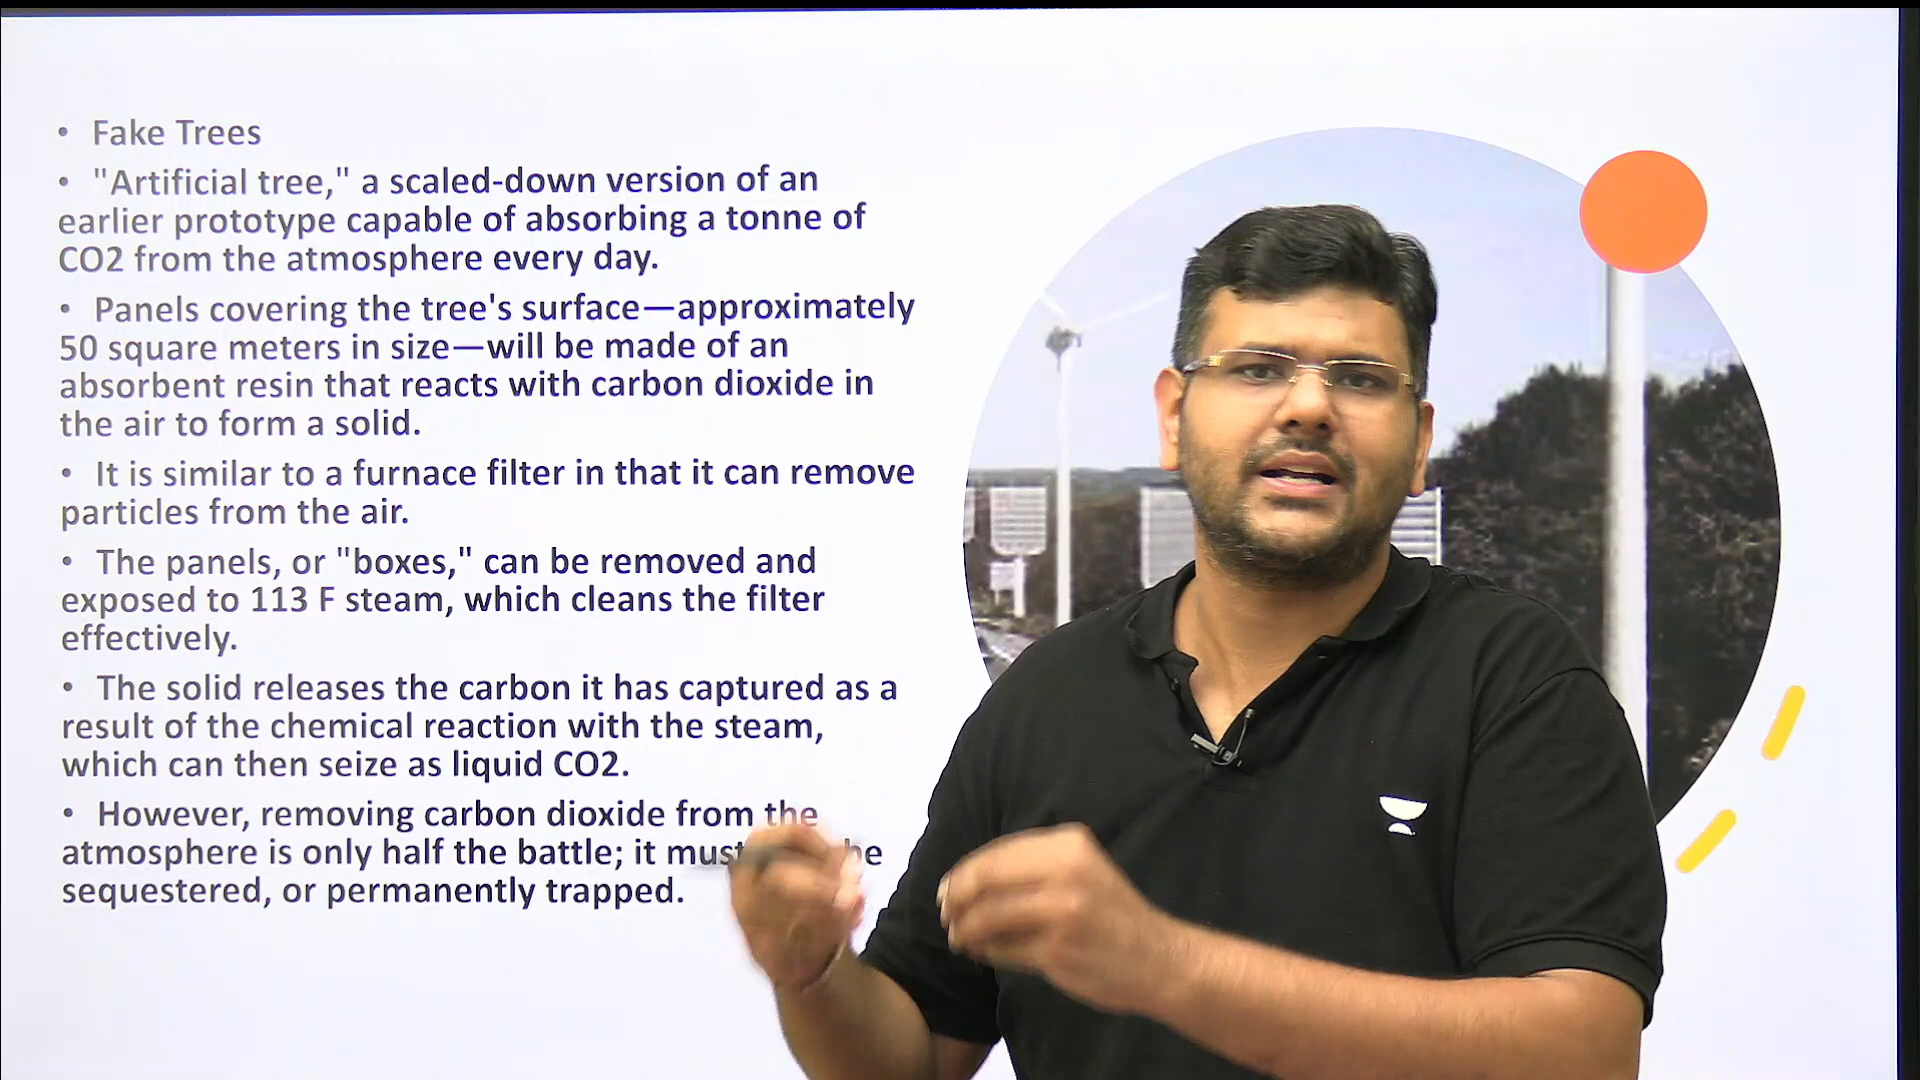 • Fake Trees
• "Artificial tree," a scaled-down version of an
earlier prototype capable of absorbing a tonne of
CO2 from the atmosphere every day.
• Panels covering the tree's surface—approximately
50 square meters in size—will be made of an
absorbent resin that reacts with carbon dioxide in
the air to form a solid.
• It is similar to a furnace filter in that it can remove
particles from the air.
• The panels, or "boxes," can be removed and
exposed to 113 F steam, which cleans the filter
effectively.
• The solid releases the carbon it has captured as a
result of the chemical reaction with the steam,
which can then seize as liquid CO2.
• However, removing carbon dioxide from the
atmosphere is only half the battle; it must be
sequestered, or permanently trapped.